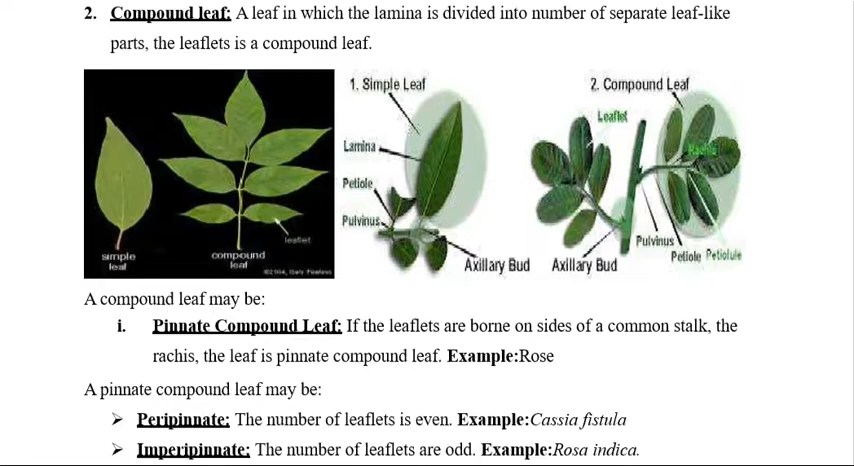 2. Compound leaf: A leaf in which the lamina is divided into number of separate leaf-like
parts, the leaflets is a compound leaf.
simple
leaf
compound
leaf
leaflet
1. Simple Leaf
Lamina
Petiole
Pulvinus
Axillary Bud
2. Compound Leaf
Leaflet
Rachis
Axillary Bud
Pulvinus
Petiole Petiolule
A compound leaf may be:
i. Pinnate Compound Leaf: If the leaflets are borne on sides of a common stalk, the
rachis, the leaf is pinnate compound leaf. Example:Rose
A pinnate compound leaf may be:
➢ Peripinnate: The number of leaflets is even. Example:Cassia fistula
➢ Imperipinnate: The number of leaflets are odd. Example:Rosa indica.